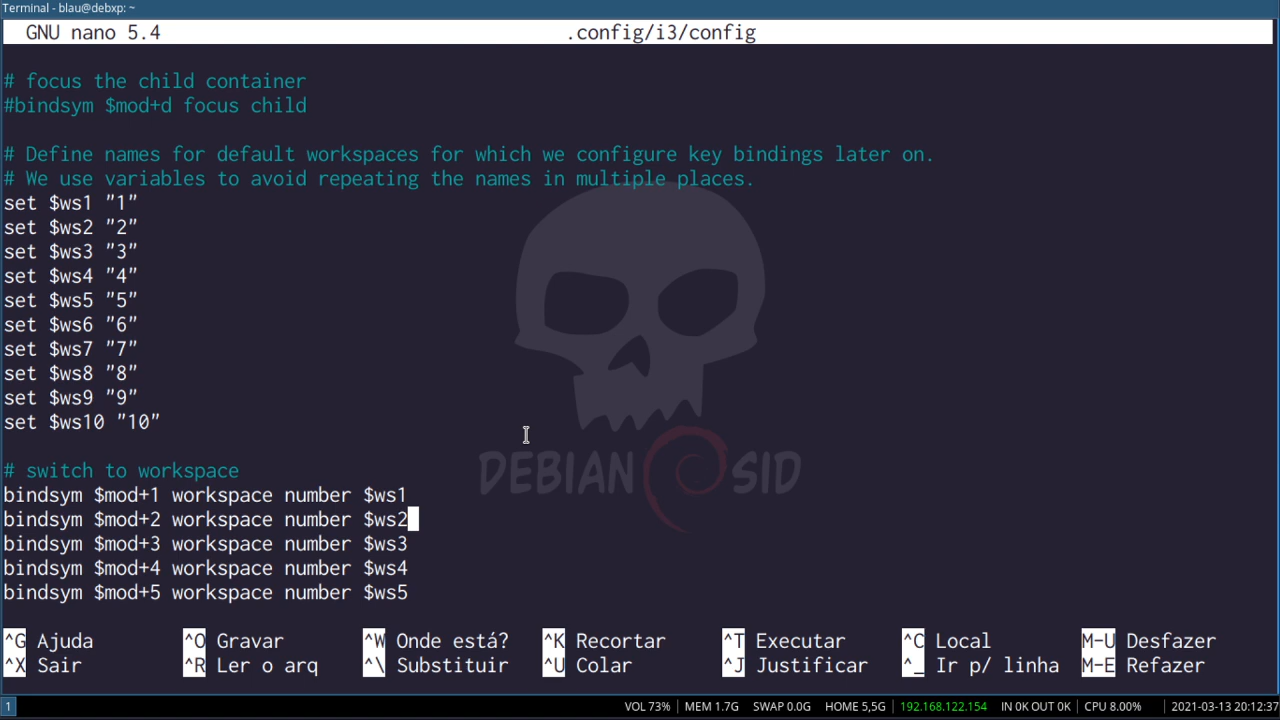 Terminal - blau@debxp: ~
GNU nano 5.4 .config/i3/config
# focus the child container
#bindsym $mod+d focus child
# Define names for default workspaces for which we configure key bindings later on.
# We use variables to avoid repeating the names in multiple places.
set $ws1 "1"
set $ws2 "2"
set $ws3 "3"
set $ws4 "4"
set $ws5 "5"
set $ws6 "6"
set $ws7 "7"
set $ws8 "8"
set $ws9 "9"
set $ws10 "10"
DEBIAN SID
# switch to workspace
bindsym $mod+1 workspace number $ws1
bindsym $mod+2 workspace number $ws2
bindsym $mod+3 workspace number $ws3
bindsym $mod+4 workspace number $ws4
bindsym $mod+5 workspace number $ws5
^G Ajuda ^O Gravar ^W Onde está? ^K Recortar ^T Executar ^C Local M-U Desfazer
^X Sair ^R Ler o arq ^\ Substituir ^U Colar ^J Justificar ^_ Ir p/ linha M-E Refazer
1 VOL 73% MEM 1.7G SWAP 0.0G HOME 5,5G 192.168.122.154 IN 0K OUT 0K CPU 8.00% 2021-03-13 20:12:37